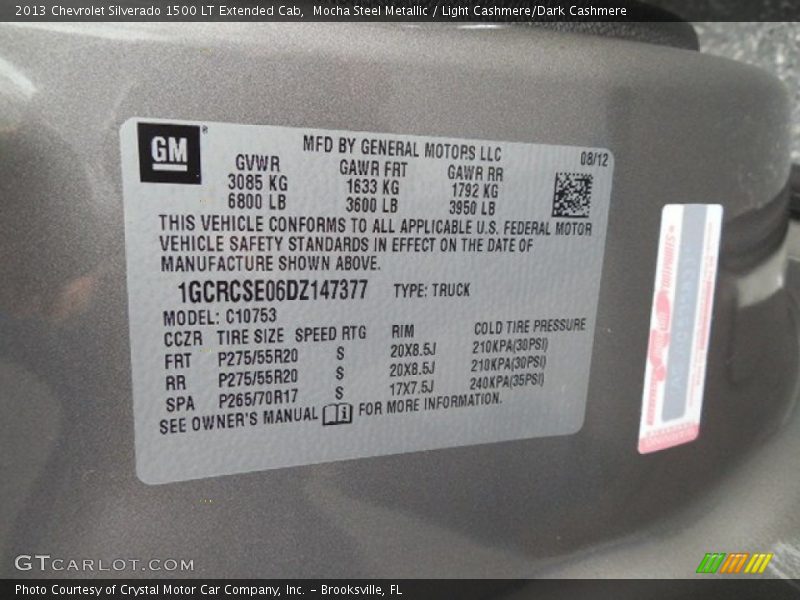 2013 Chevrolet Silverado 1500 LT Extended Cab,  Mocha Steel Metallic / Light Cashmere/Dark Cashmere
GM®
MFD BY GENERAL MOTORS LLC
08/12
GVWR GAWR FRT GAWR RR
3085 KG 1633 KG 1792 KG
6800 LB 3600 LB 3950 LB
THIS VEHICLE CONFORMS TO ALL APPLICABLE U.S. FEDERAL MOTOR
VEHICLE SAFETY STANDARDS IN EFFECT ON THE DATE OF
MANUFACTURE SHOWN ABOVE.
1GCRCSE06DZ147377 TYPE: TRUCK
MODEL: C10753
CCZR TIRE SIZE SPEED RTG RIM COLD TIRE PRESSURE
FRT P275/55R20 S 20X8.5J 210KPA(30PSI)
RR P275/55R20 S 20X8.5J 210KPA(30PSI)
SPA P265/70R17 S 17X7.5J 240KPA(35PSI)
SEE OWNER'S MANUAL FOR MORE INFORMATION.
GTCARLOT.COM
Photo Courtesy of Crystal Motor Car Company, Inc. – Brooksville, FL